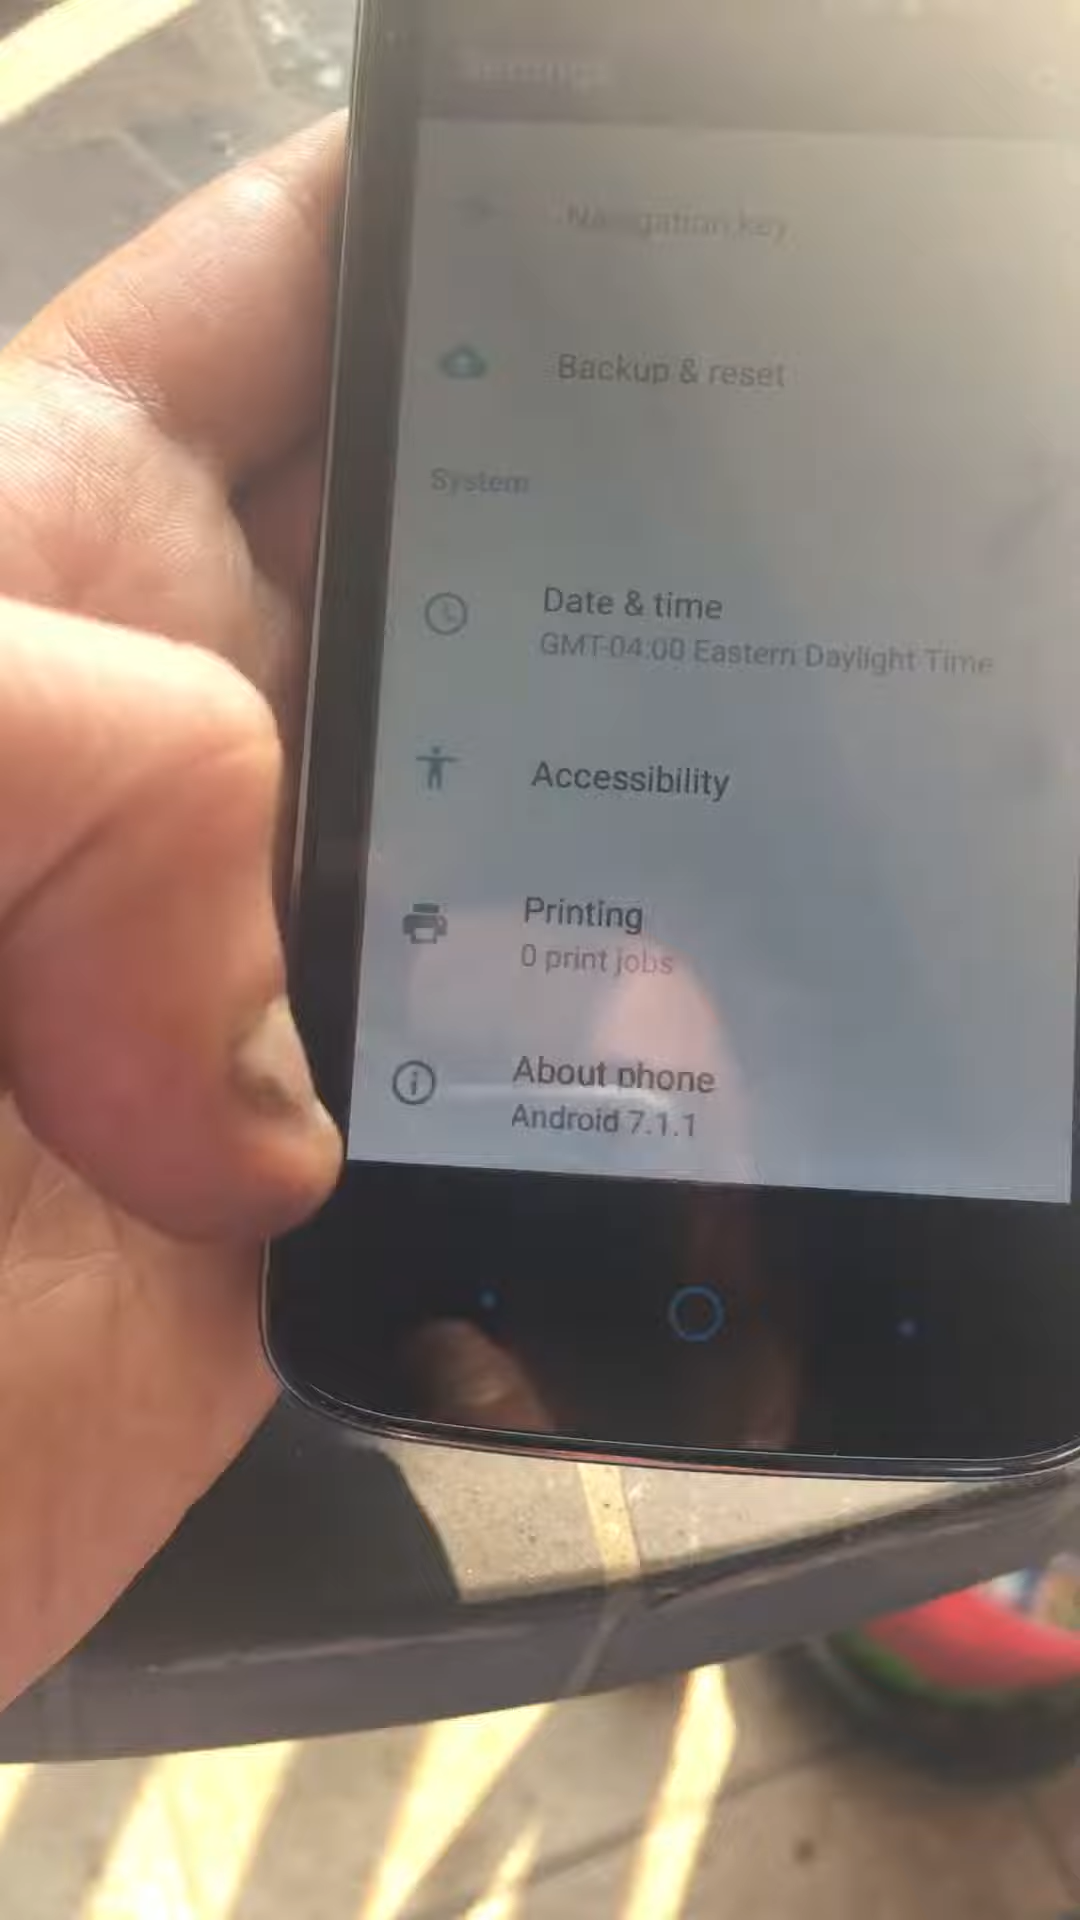 Settings
Navigation key
Backup & reset
System
Date & time
GMT-04:00 Eastern Daylight Time
Accessibility
Printing
0 print jobs
About phone
Android 7.1.1